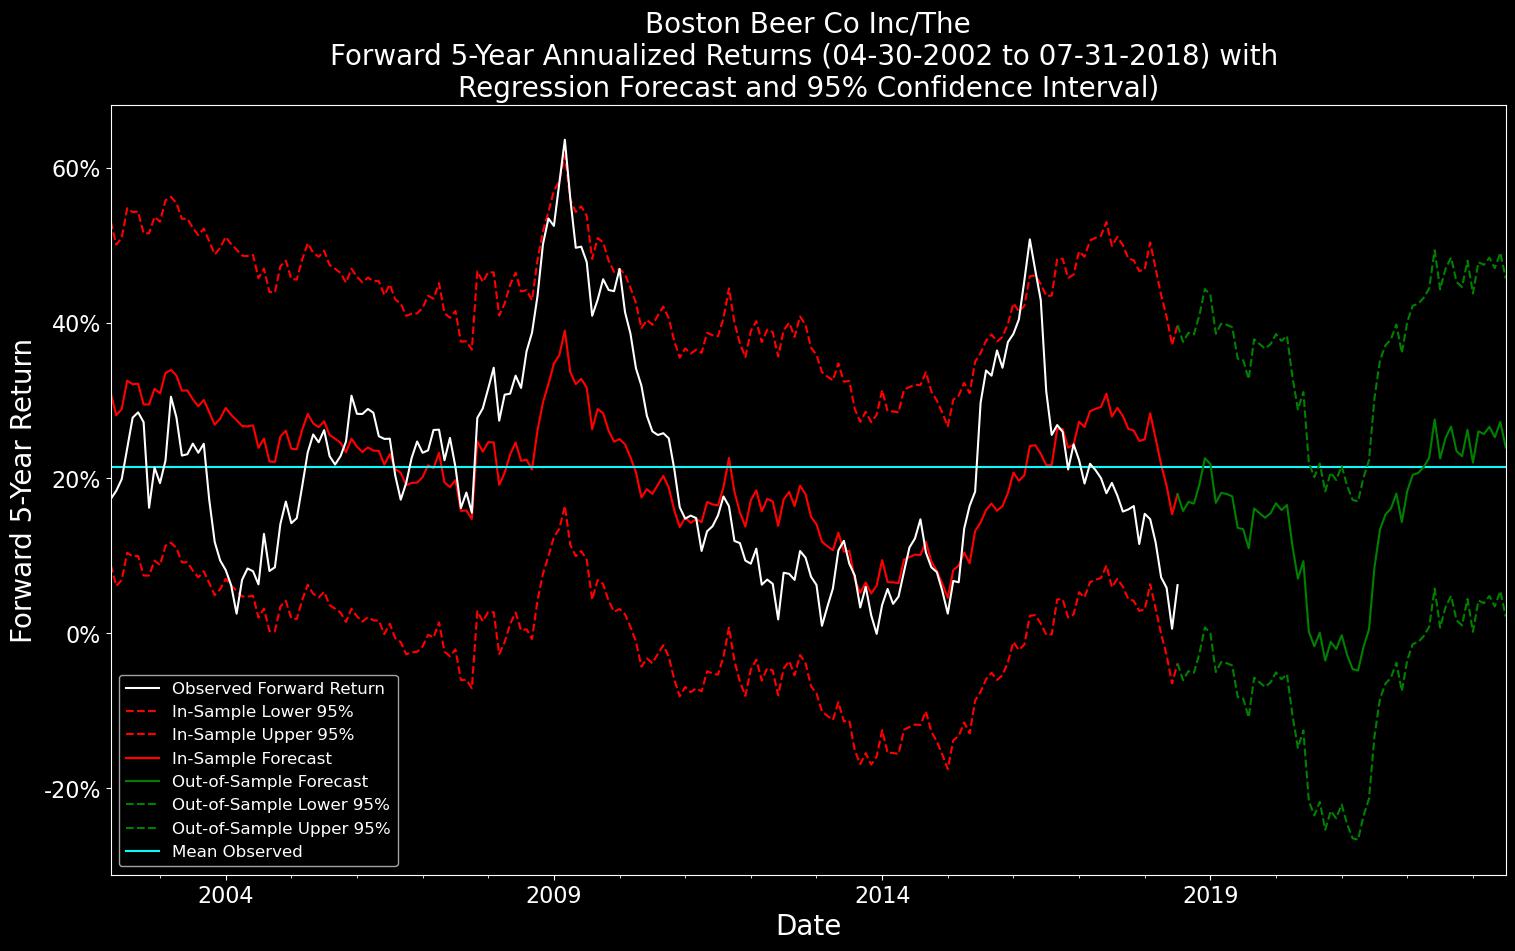 Boston Beer Co Inc/The
Forward 5-Year Annualized Returns (04-30-2002 to 07-31-2018) with
Regression Forecast and 95% Confidence Interval)
Forward 5-Year Return
60%
40%
20%
0%
-20%
Observed Forward Return
In-Sample Lower 95%
In-Sample Upper 95%
In-Sample Forecast
Out-of-Sample Forecast
Out-of-Sample Lower 95%
Out-of-Sample Upper 95%
Mean Observed
2004
2009
2014
2019
Date